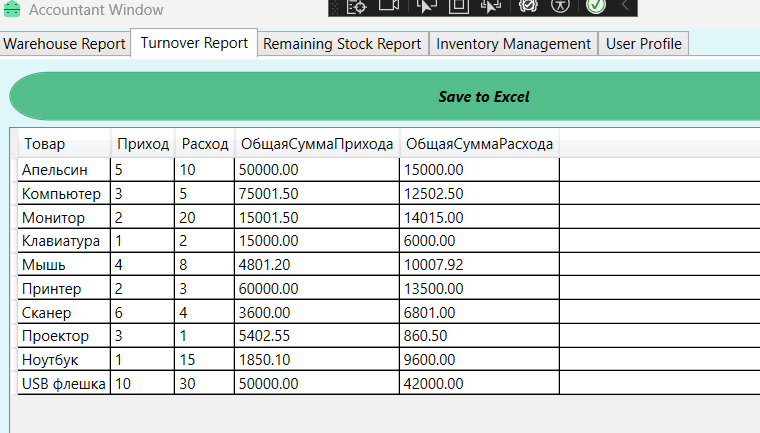 Accountant Window
Warehouse Report Turnover Report Remaining Stock Report Inventory Management User Profile
Save to Excel
Товар Приход Расход ОбщаяСуммаПрихода ОбщаяСуммаРасхода
Апельсин 5 10 50000.00 15000.00
Компьютер 3 5 75001.50 12502.50
Монитор 2 20 15001.50 14015.00
Клавиатура 1 2 15000.00 6000.00
Мышь 4 8 4801.20 10007.92
Принтер 2 3 60000.00 13500.00
Сканер 6 4 3600.00 6801.00
Проектор 3 1 5402.55 860.50
Ноутбук 1 15 1850.10 9600.00
USB флешка 10 30 50000.00 42000.00